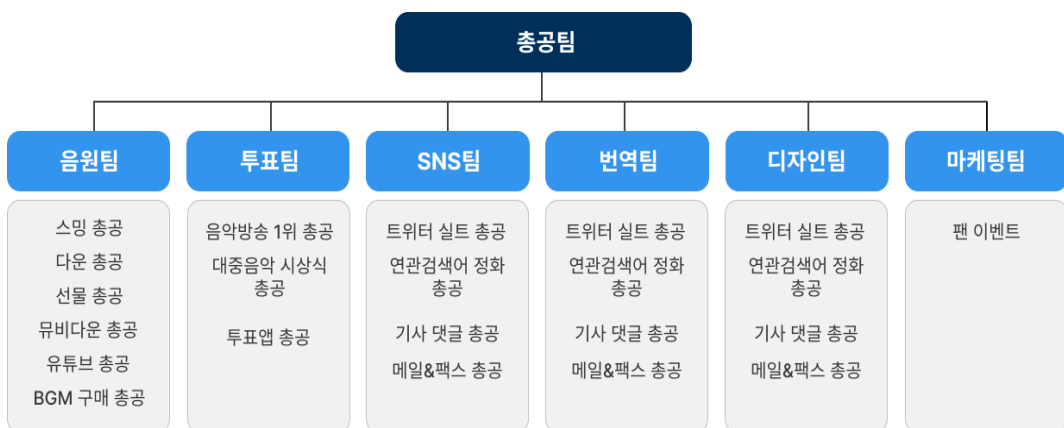 총공팀
음원팀
스밍 총공
다운 총공
선물 총공
뮤비다운 총공
유튜브 총공
BGM 구매 총공
투표팀
음악방송 1위 총공
대중음악 시상식
총공
투표앱 총공
SNS팀
트위터 실트 총공
연관검색어 정화
총공
기사 댓글 총공
메일&팩스 총공
번역팀
트위터 실트 총공
연관검색어 정화
총공
기사 댓글 총공
메일&팩스 총공
디자인팀
트위터 실트 총공
연관검색어 정화
총공
기사 댓글 총공
메일&팩스 총공
마케팅팀
팬 이벤트